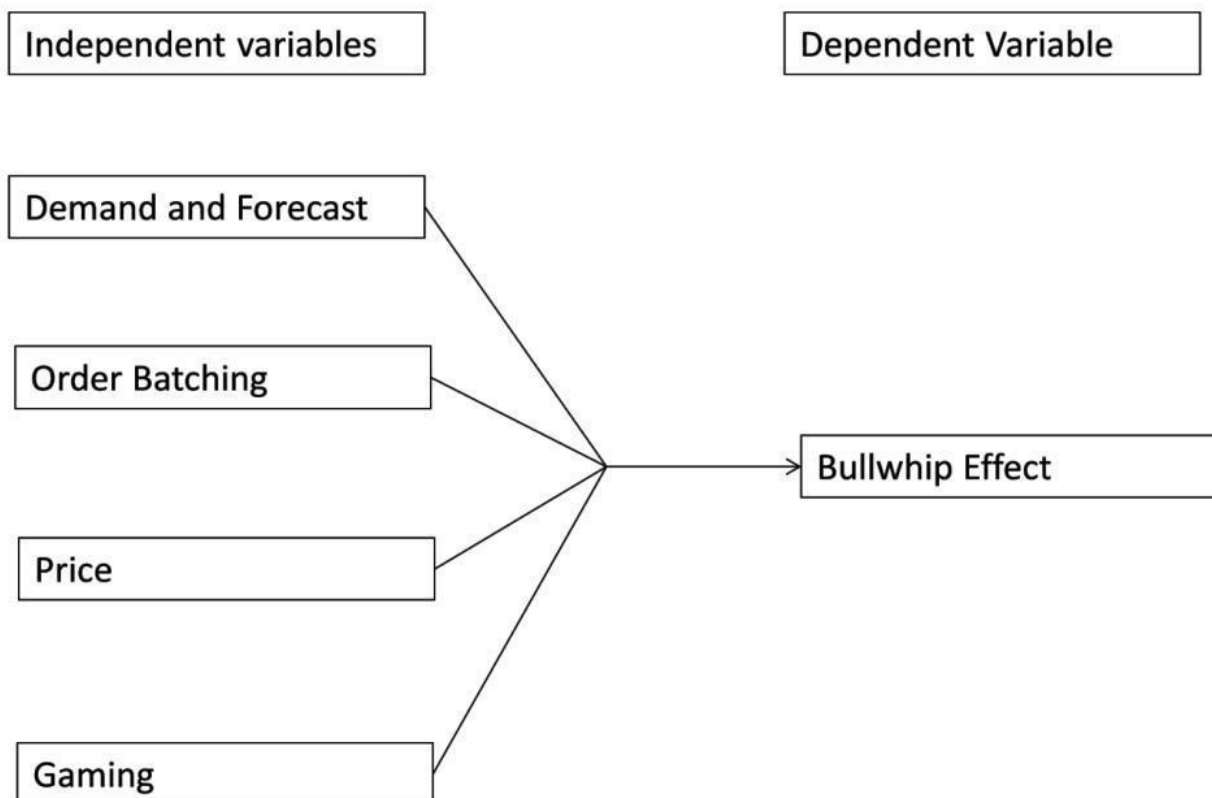 Independent variables
Dependent Variable
Demand and Forecast
Order Batching
Bullwhip Effect
Price
Gaming